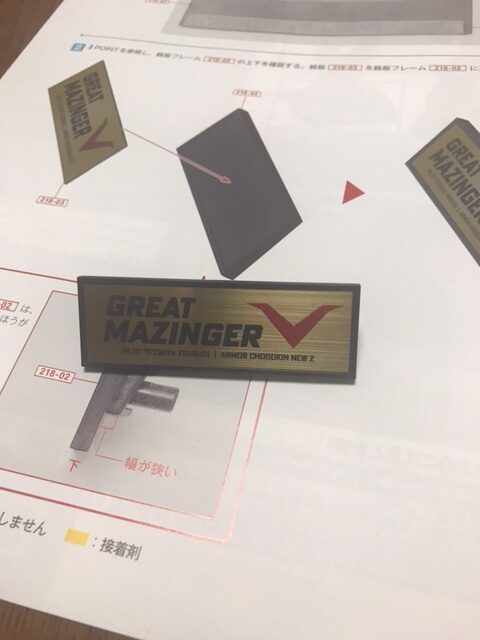 POINTを参照し、銘板フレーム 218-02 の上下を確認する。銘板 218-03 を銘板フレーム 218-02 に
218-02
GREAT
MAZINGER
218-03
GREAT
MAZINGER
GREAT
MAZINGER
PILOT TETSUYA TSURUGI | ARMOR CHOGOKIN NEW Z
02 は、
ほうが
218-02
幅が狭い
下
しません
：接着剤